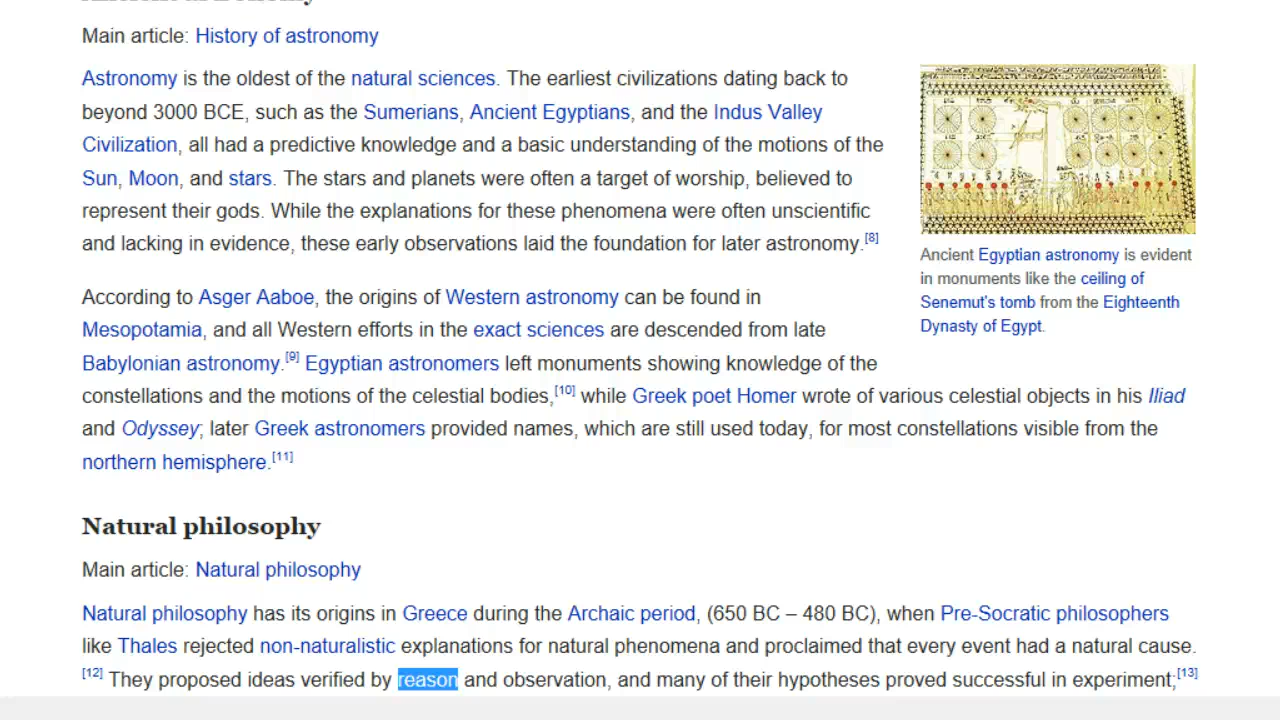 Main article: History of astronomy
Astronomy is the oldest of the natural sciences. The earliest civilizations dating back to
beyond 3000 BCE, such as the Sumerians, Ancient Egyptians, and the Indus Valley
Civilization, all had a predictive knowledge and a basic understanding of the motions of the
Sun, Moon, and stars. The stars and planets were often a target of worship, believed to
represent their gods. While the explanations for these phenomena were often unscientific
and lacking in evidence, these early observations laid the foundation for later astronomy.[8]
Ancient Egyptian astronomy is evident
in monuments like the ceiling of
Senemut's tomb from the Eighteenth
Dynasty of Egypt.
According to Asger Aaboe, the origins of Western astronomy can be found in
Mesopotamia, and all Western efforts in the exact sciences are descended from late
Babylonian astronomy.[9] Egyptian astronomers left monuments showing knowledge of the
constellations and the motions of the celestial bodies,[10] while Greek poet Homer wrote of various celestial objects in his Iliad
and Odyssey; later Greek astronomers provided names, which are still used today, for most constellations visible from the
northern hemisphere.[11]
Natural philosophy
Main article: Natural philosophy
Natural philosophy has its origins in Greece during the Archaic period, (650 BC – 480 BC), when Pre-Socratic philosophers
like Thales rejected non-naturalistic explanations for natural phenomena and proclaimed that every event had a natural cause.
[12] They proposed ideas verified by reason and observation, and many of their hypotheses proved successful in experiment;[13]